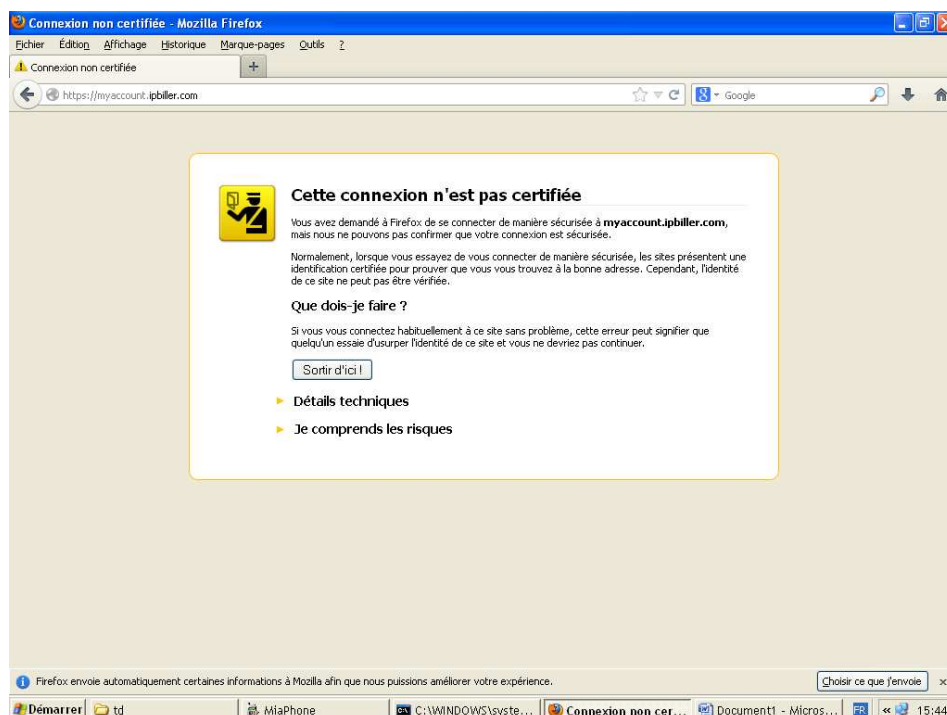 Connexion non certifiée - Mozilla Firefox
Fichier Édition Affichage Historique Marque-pages Outils ?
Connexion non certifiée +
https://myaccount.ipbiller.com Google
Cette connexion n'est pas certifiée
Vous avez demandé à Firefox de se connecter de manière sécurisée à myaccount.ipbiller.com,
mais nous ne pouvons pas confirmer que votre connexion est sécurisée.
Normalement, lorsque vous essayez de vous connecter de manière sécurisée, les sites présentent une
identification certifiée pour prouver que vous vous trouvez à la bonne adresse. Cependant, l'identité
de ce site ne peut pas être vérifiée.
Que dois-je faire ?
Si vous vous connectez habituellement à ce site sans problème, cette erreur peut signifier que
quelqu'un essaie d'usurper l'identité de ce site et vous ne devriez pas continuer.
Sortir d'ici !
Détails techniques
Je comprends les risques
Firefox envoie automatiquement certaines informations à Mozilla afin que nous puissions améliorer votre expérience. Choisir ce que j'envoie x
Démarrer td MiaPhone C:\WINDOWS\syste... Connexion non cer... Document1 - Micros... FR « 15:44